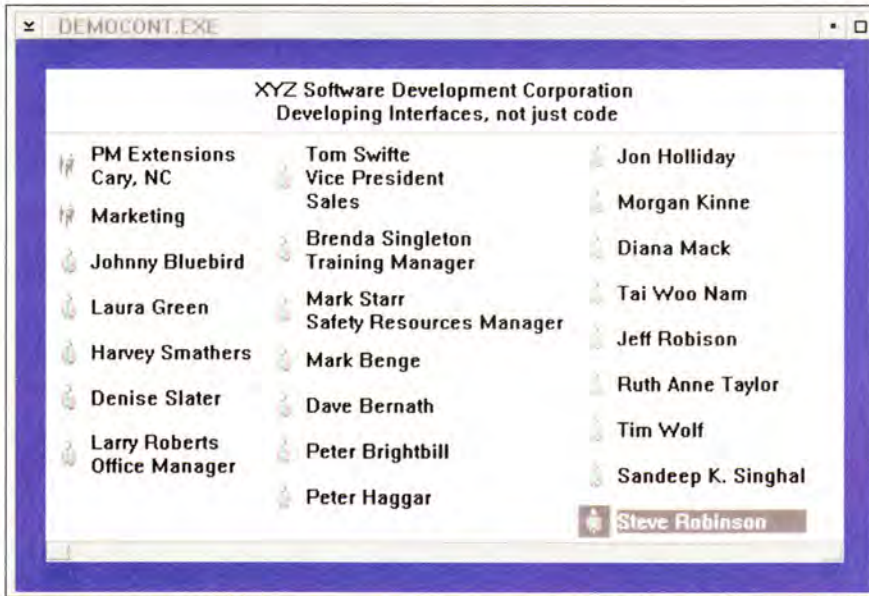 DEMOCONT.EXE
XYZ Software Development Corporation
Developing Interfaces, not just code
PM Extensions
Cary, NC
Marketing
Johnny Bluebird
Laura Green
Harvey Smathers
Denise Slater
Larry Roberts
Office Manager
Tom Swifte
Vice President
Sales
Brenda Singleton
Training Manager
Mark Starr
Safety Resources Manager
Mark Benge
Dave Bernath
Peter Brightbill
Peter Haggar
Jon Holliday
Morgan Kinne
Diana Mack
Tai Woo Nam
Jeff Robison
Ruth Anne Taylor
Tim Wolf
Sandeep K. Singhal
Steve Robinson